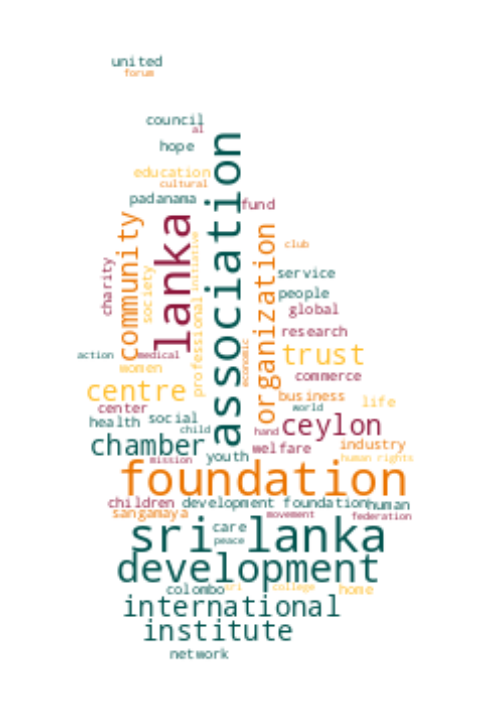 united
forum
council
al
hope
education
cultural
padanama
fund
association
lanka
community
organization
club
initiative
society
charity
service
people
global
professional
research
action
medical
women
economic
trust
commerce
centre
business
life
center
world
health
social
child
hand
ceylon
chamber
welfare
industry
mission
youth
human rights
foundation
children
development foundation
human
sangamaya
movement
federation
care
peace
sri lanka
development
colombo
sri
college
home
international
institute
network